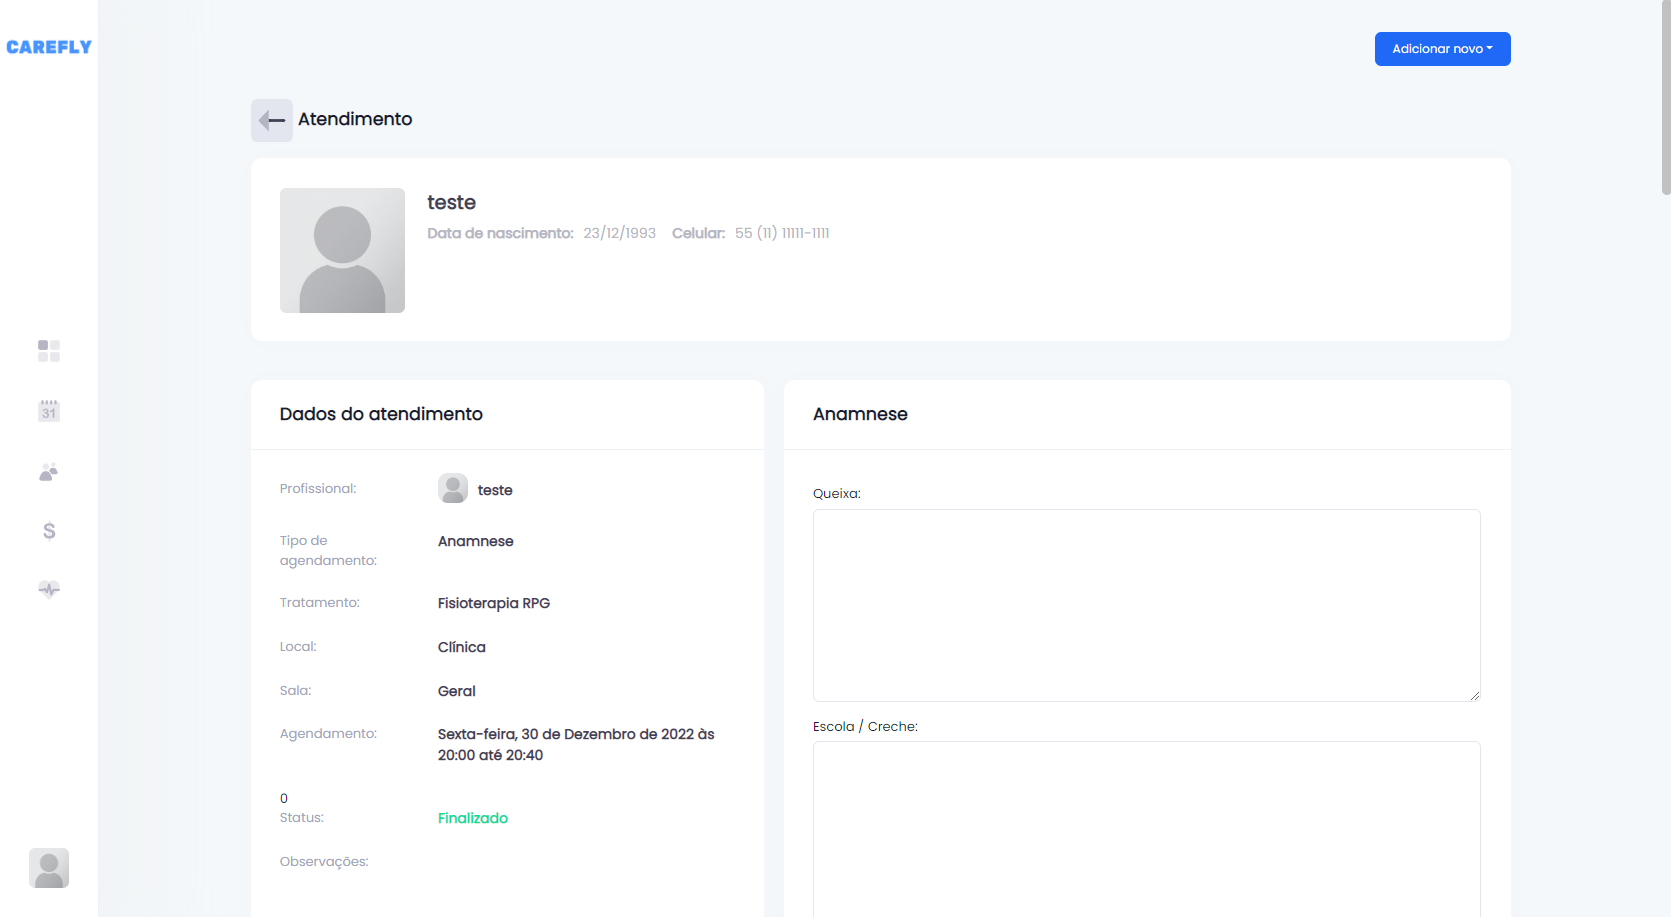 CAREFLY
Adicionar novo
Atendimento
teste
Data de nascimento: 23/12/1993 Celular: 55 (11) 11111-1111
Dados do atendimento
Profissional: teste
Tipo de
agendamento: Anamnese
Tratamento: Fisioterapia RPG
Local: Clínica
Sala: Geral
Agendamento: Sexta-feira, 30 de Dezembro de 2022 às
20:00 até 20:40
0
Status: Finalizado
Observações:
Anamnese
Queixa:
Escola / Creche:
31
$